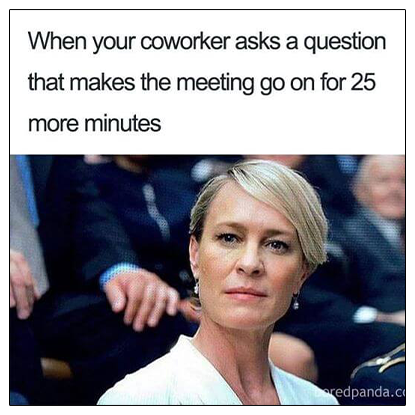 When your coworker asks a question
that makes the meeting go on for 25
more minutes